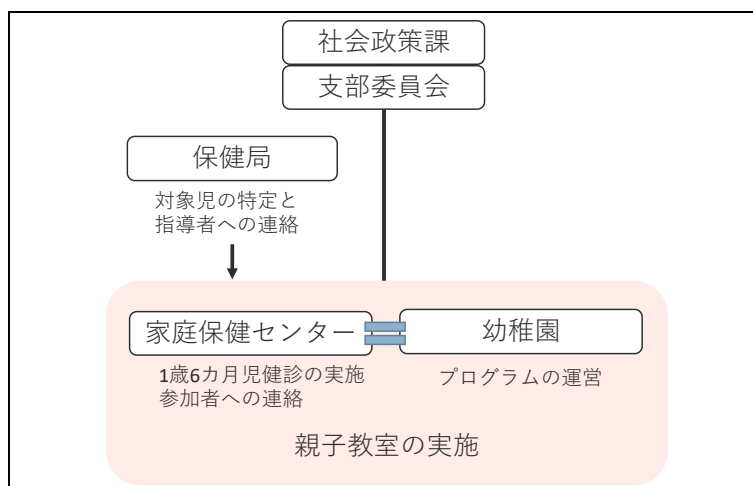 社会政策課
支部委員会
保健局
対象児の特定と
指導者への連絡
家庭保健センター
幼稚園
1歳6カ月児健診の実施
参加者への連絡
プログラムの運営
親子教室の実施